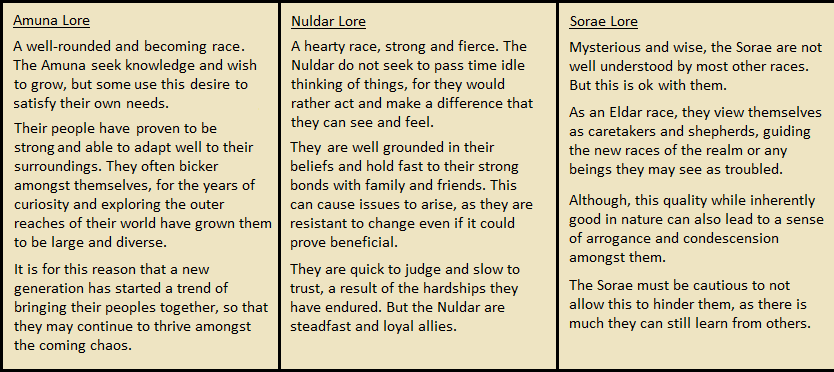 Amuna Lore
A well-rounded and becoming race.
The Amuna seek knowledge and wish
to grow, but some use this desire to
satisfy their own needs.
Their people have proven to be
strong and able to adapt well to their
surroundings. They often bicker
amongst themselves, for the years of
curiosity and exploring the outer
reaches of their world have grown them
to be large and diverse.
It is for this reason that a new
generation has started a trend of
bringing their peoples together, so that
they may continue to thrive amongst
the coming chaos.
Nuldar Lore
A hearty race, strong and fierce. The
Nuldar do not seek to pass time idle
thinking of things, for they would
rather act and make a difference that
they can see and feel.
They are well grounded in their
beliefs and hold fast to their strong
bonds with family and friends. This
can cause issues to arise, as they are
resistant to change even if it could
prove beneficial.
They are quick to judge and slow to
trust, a result of the hardships they
have endured. But the Nuldar are
steadfast and loyal allies.
Sorae Lore
Mysterious and wise, the Sorae are not
well understood by most other races.
But this is ok with them.
As an Eldar race, they view themselves
as caretakers and shepherds, guiding
the new races of the realm or any
beings they may see as troubled.
Although, this quality while inherently
good in nature can also lead to a sense
of arrogance and condescension
amongst them.
The Sorae must be cautious to not
allow this to hinder them, as there is
much they can still learn from others.